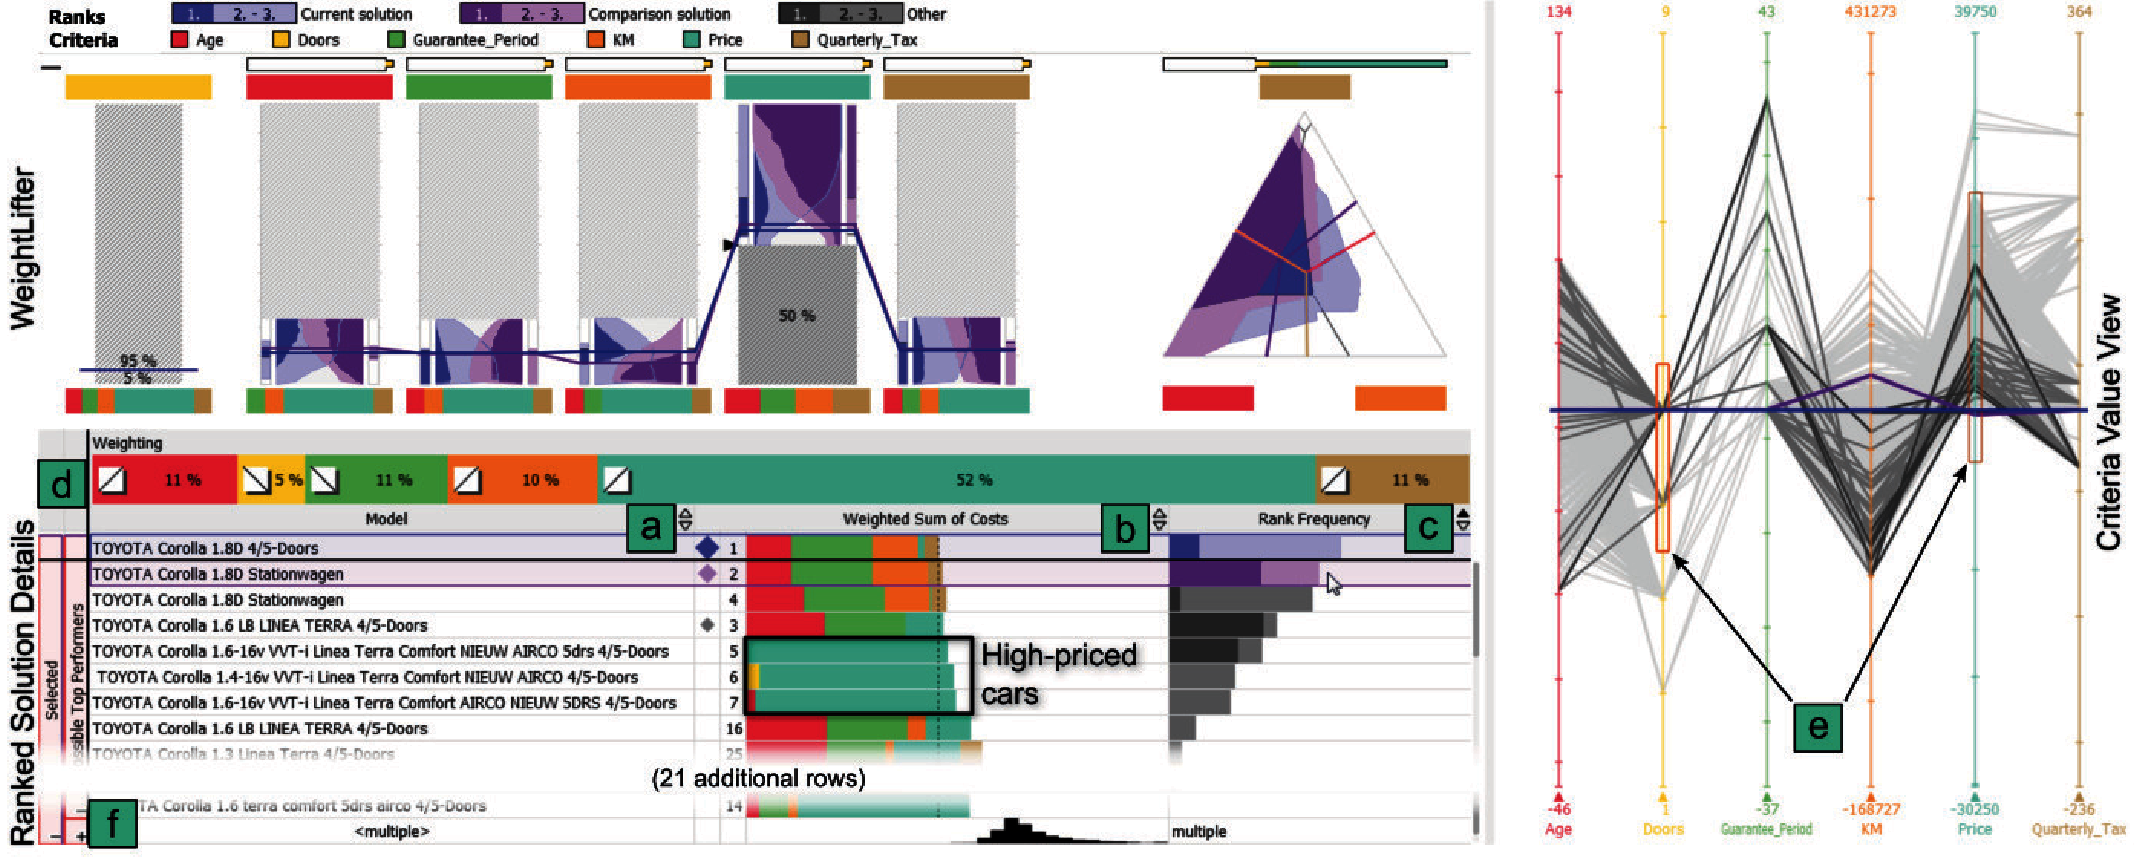 Ranks 1. 2. - 3. Current solution 1. 2. - 3. Comparison solution 1. 2. - 3. Other
Criteria Age Doors Guarantee_Period KM Price Quarterly_Tax
WeightLifter
95 %
5 %
50 %
Ranked Solution Details
Selected
ssible Top Performers
Weighting
d 11 % 5 % 11 % 10 % 52 % 11 %
Model a Weighted Sum of Costs b Rank Frequency c
TOYOTA Corolla 1.8D 4/5-Doors 1
TOYOTA Corolla 1.8D Stationwagen 2
TOYOTA Corolla 1.8D Stationwagen 4
TOYOTA Corolla 1.6 LB LINEA TERRA 4/5-Doors 3
TOYOTA Corolla 1.6-16v VVT-i Linea Terra Comfort NIEUW AIRCO 5drs 4/5-Doors 5
TOYOTA Corolla 1.4-16v VVT-i Linea Terra Comfort NIEUW AIRCO 4/5-Doors 6
TOYOTA Corolla 1.6-16v VVT-i Linea Terra Comfort AIRCO NIEUW 5DRS 4/5-Doors 7
High-priced
cars
TOYOTA Corolla 1.6 LB LINEA TERRA 4/5-Doors 16
TOYOTA Corolla 1.3 Linea Terra 4/5-Doors 25
(21 additional rows)
TA Corolla 1.6 terra comfort 5drs airco 4/5-Doors 14
− + f <multiple> multiple
134 9 43 431273 39750 364
Criteria Value View
e
-46 1 -37 -168727 -30250 -236
Age Doors Guarantee_Period KM Price Quarterly_Tax